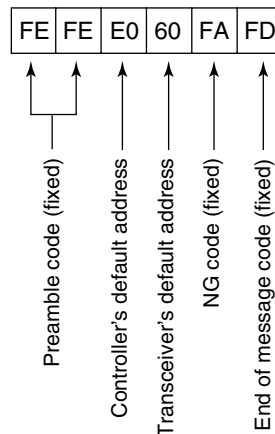 FE FE E0 60 FA FD
Preamble code (fixed)
Controller's default address
Transceiver's default address
NG code (fixed)
End of message code (fixed)